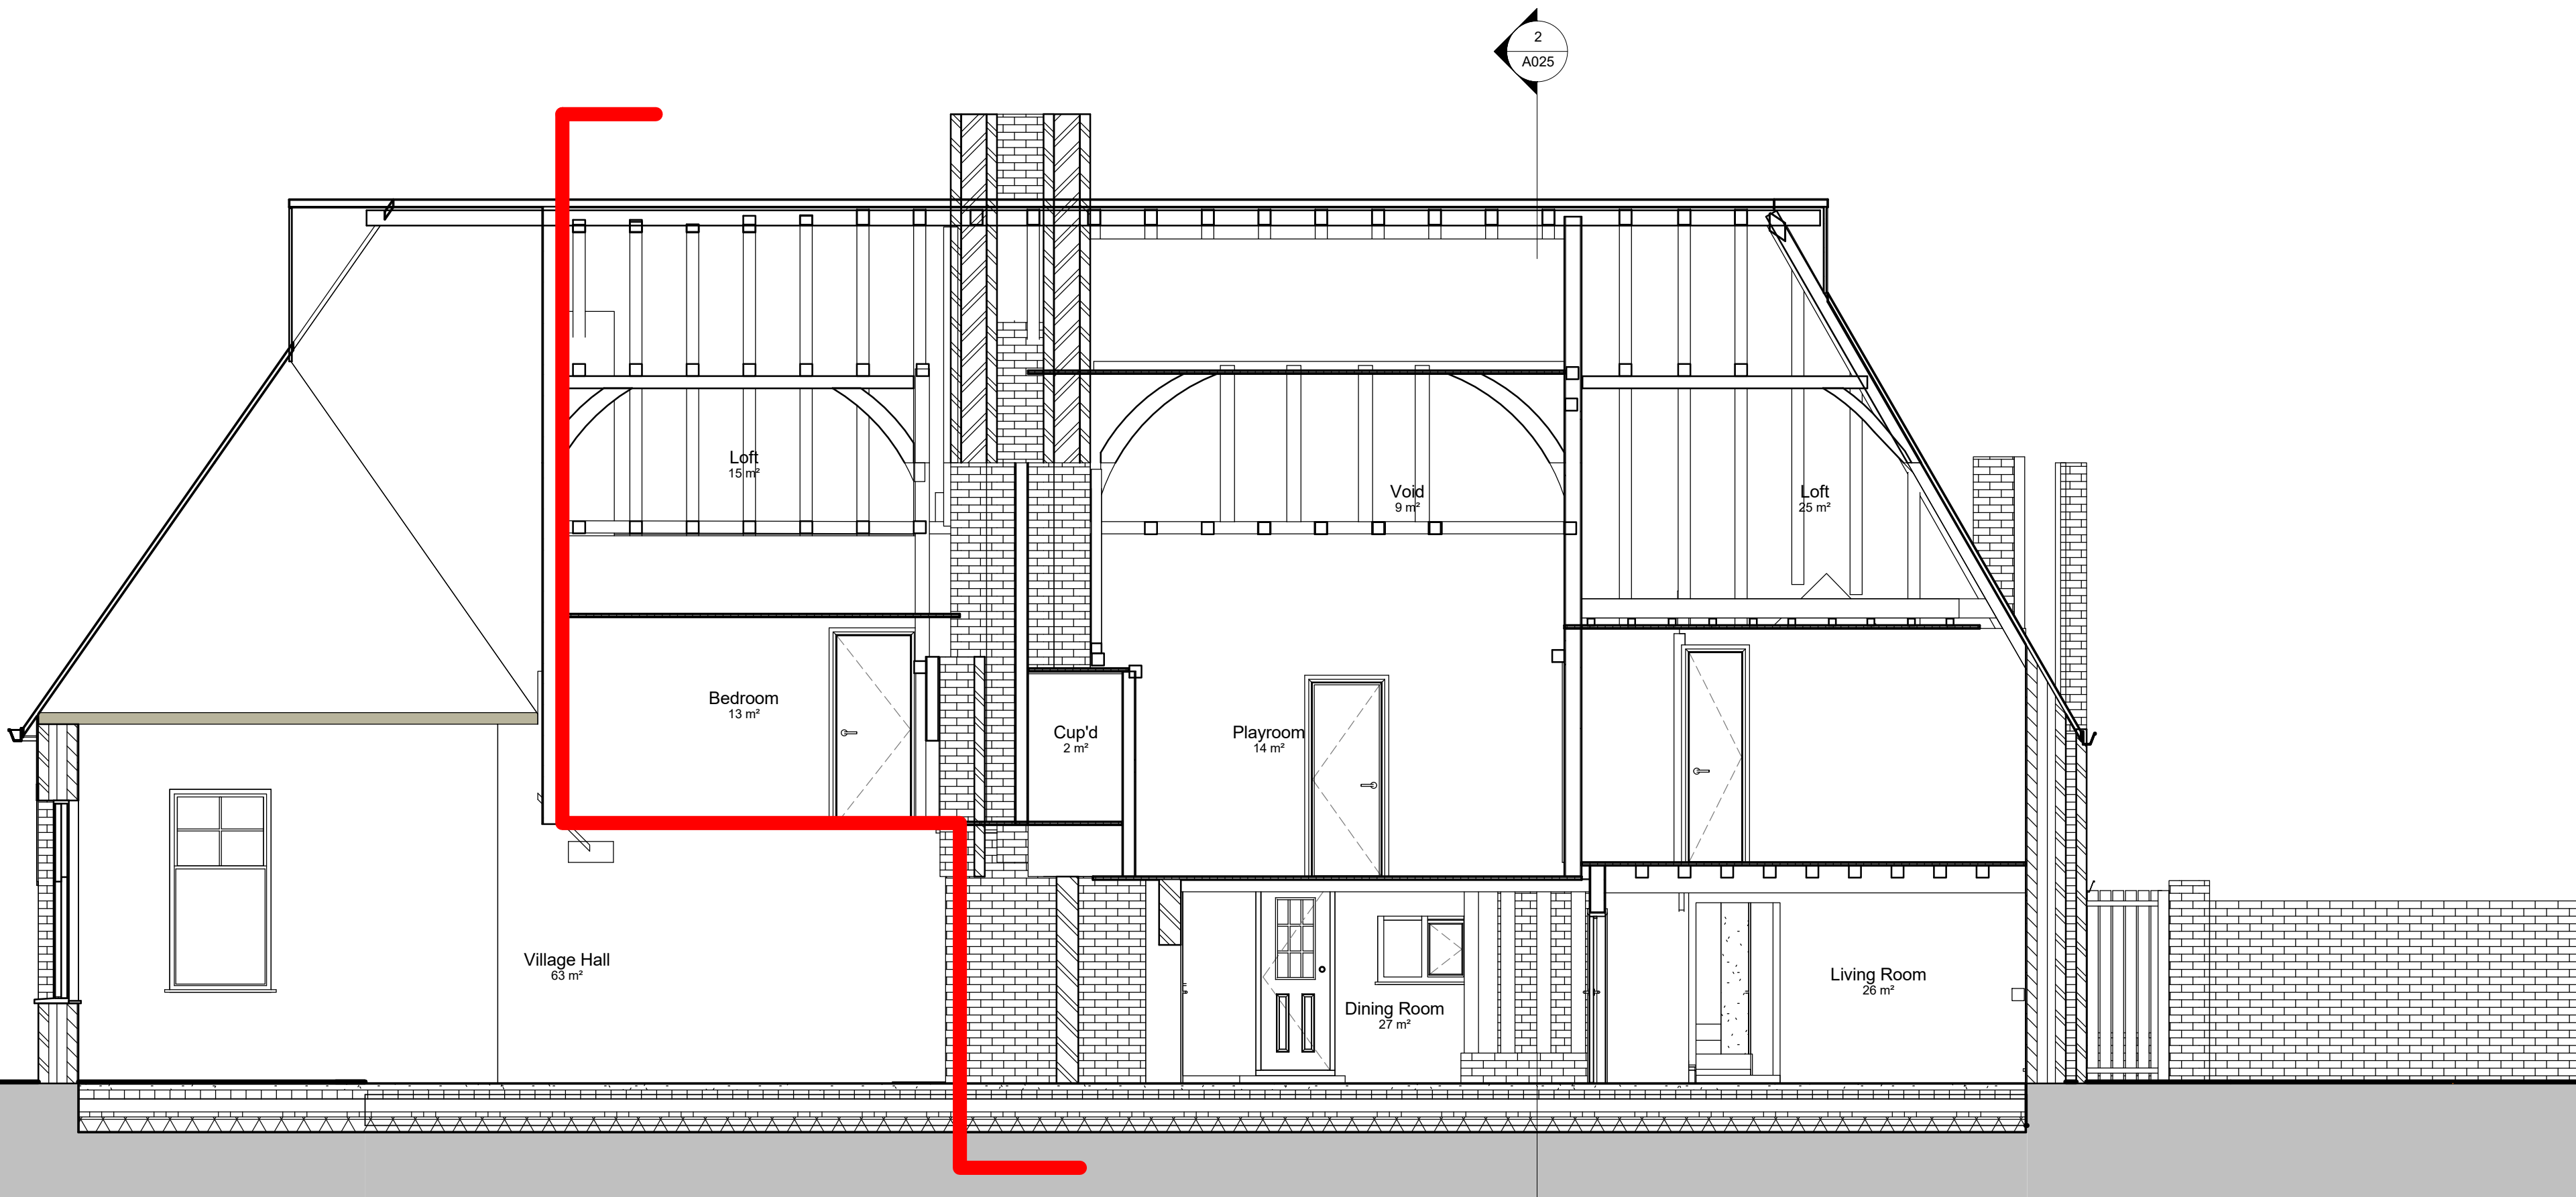 2
A025
Loft
15 m²
Void
9 m²
Loft
25 m²
Bedroom
13 m²
Cup'd
2 m²
Playroom
14 m²
Village Hall
63 m²
Dining Room
27 m²
Living Room
26 m²